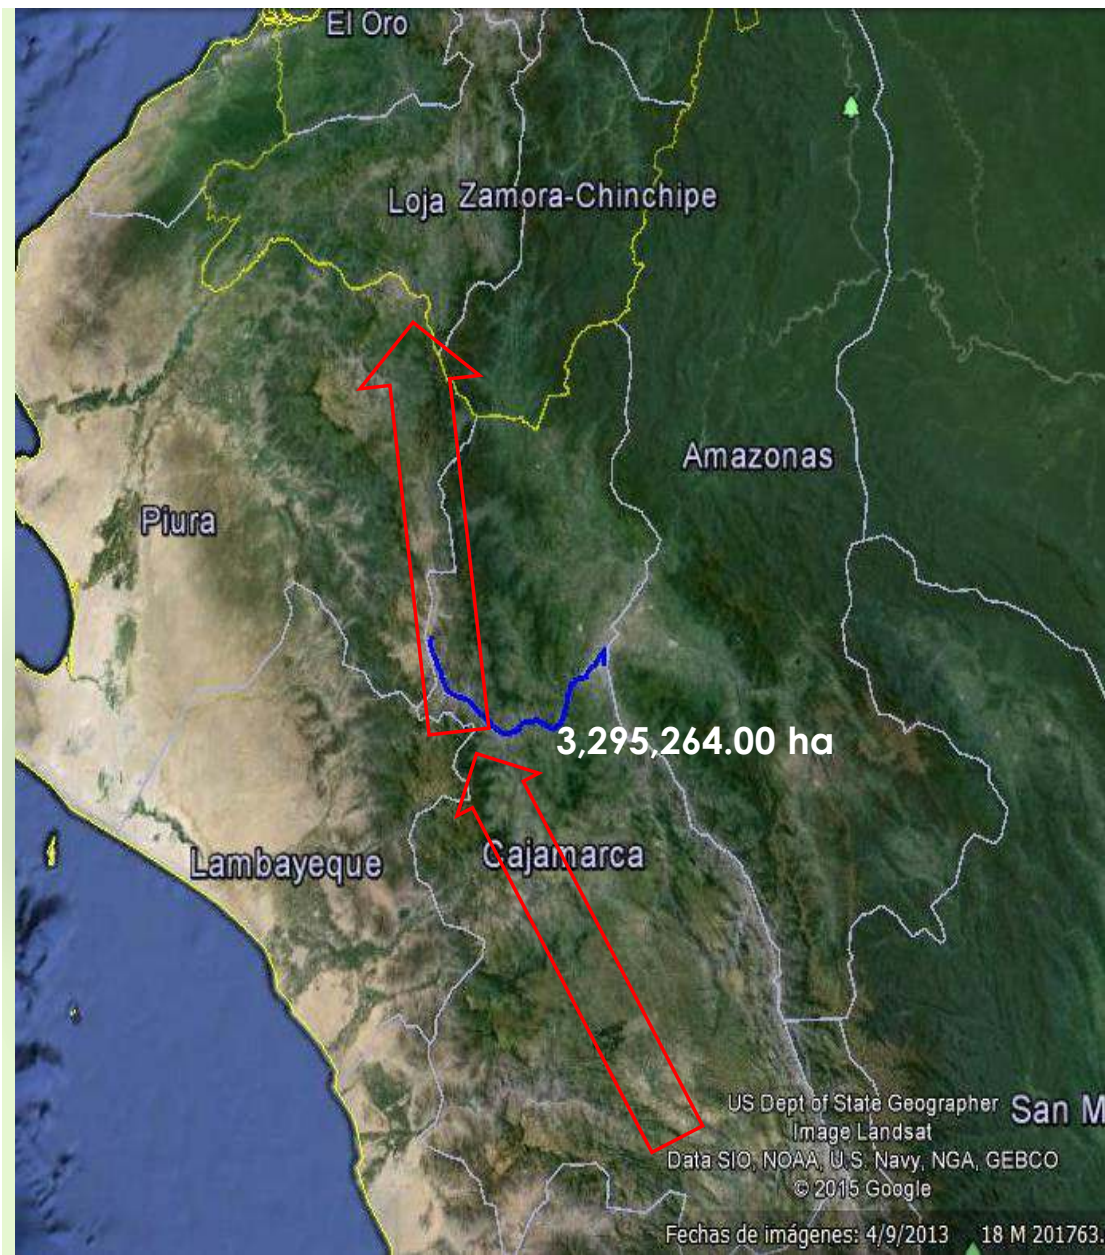 El Oro
Loja Zamora-Chinchipe
Amazonas
Piura
3,295,264.00 ha
Lambayeque
Cajamarca
US Dept of State Geographer
San M
Image Landsat
Data SIO, NOAA, U.S. Navy, NGA, GEBCO
© 2015 Google
Fechas de imágenes: 4/9/2013 18 M 201763.